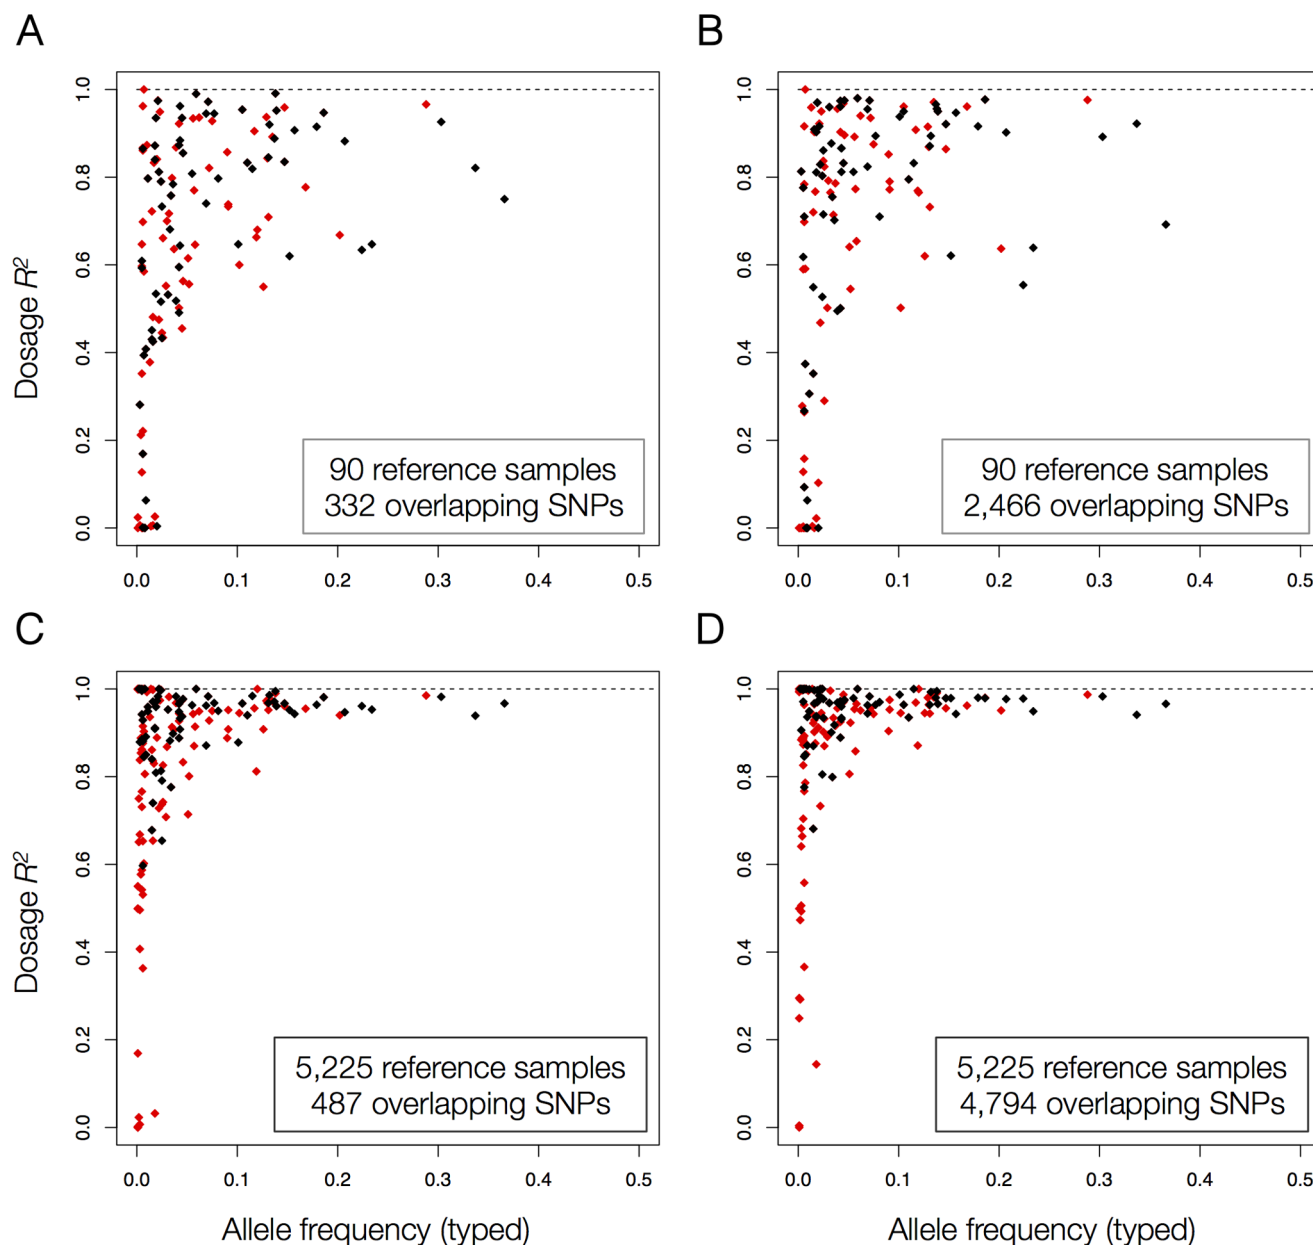 A
B
1.0
0.8
0.6
0.4
0.2
0.0
Dosage R²
90 reference samples
332 overlapping SNPs
0.0 0.1 0.2 0.3 0.4 0.5
1.0
0.8
0.6
0.4
0.2
0.0
90 reference samples
2,466 overlapping SNPs
0.0 0.1 0.2 0.3 0.4 0.5
C
D
1.0
0.8
0.6
0.4
0.2
0.0
Dosage R²
5,225 reference samples
487 overlapping SNPs
0.0 0.1 0.2 0.3 0.4 0.5
Allele frequency (typed)
1.0
0.8
0.6
0.4
0.2
0.0
5,225 reference samples
4,794 overlapping SNPs
0.0 0.1 0.2 0.3 0.4 0.5
Allele frequency (typed)